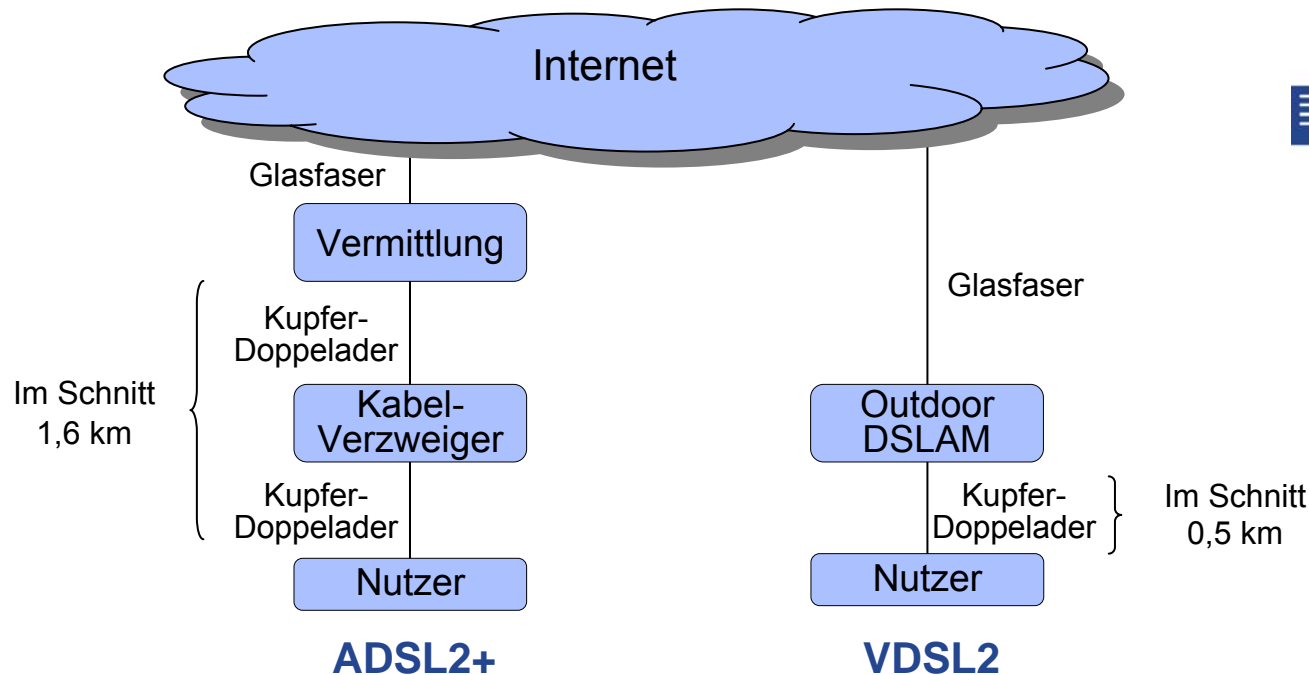 Internet
Glasfaser
Vermittlung
Kupfer-
Doppelader
Im Schnitt
1,6 km
Kabel-
Verzweiger
Kupfer-
Doppelader
Nutzer
ADSL2+
Glasfaser
Outdoor
DSLAM
Kupfer-
Doppelader
Im Schnitt
0,5 km
Nutzer
VDSL2